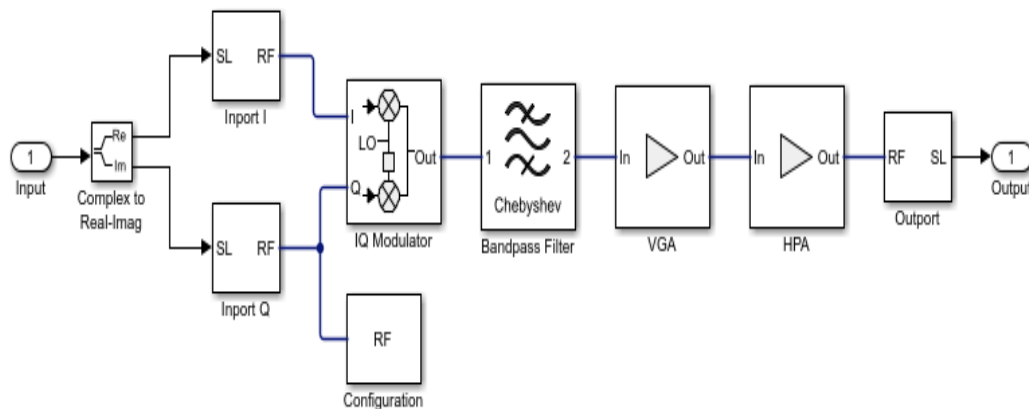 1
Input
Re
Im
Complex to
Real-Imag
SL RF
Inport I
SL RF
Inport Q
I
LO
Out
Q
IQ Modulator
1 2
Chebyshev
Bandpass Filter
In Out
VGA
In Out
HPA
RF SL
Outport
1
Output
RF
Configuration